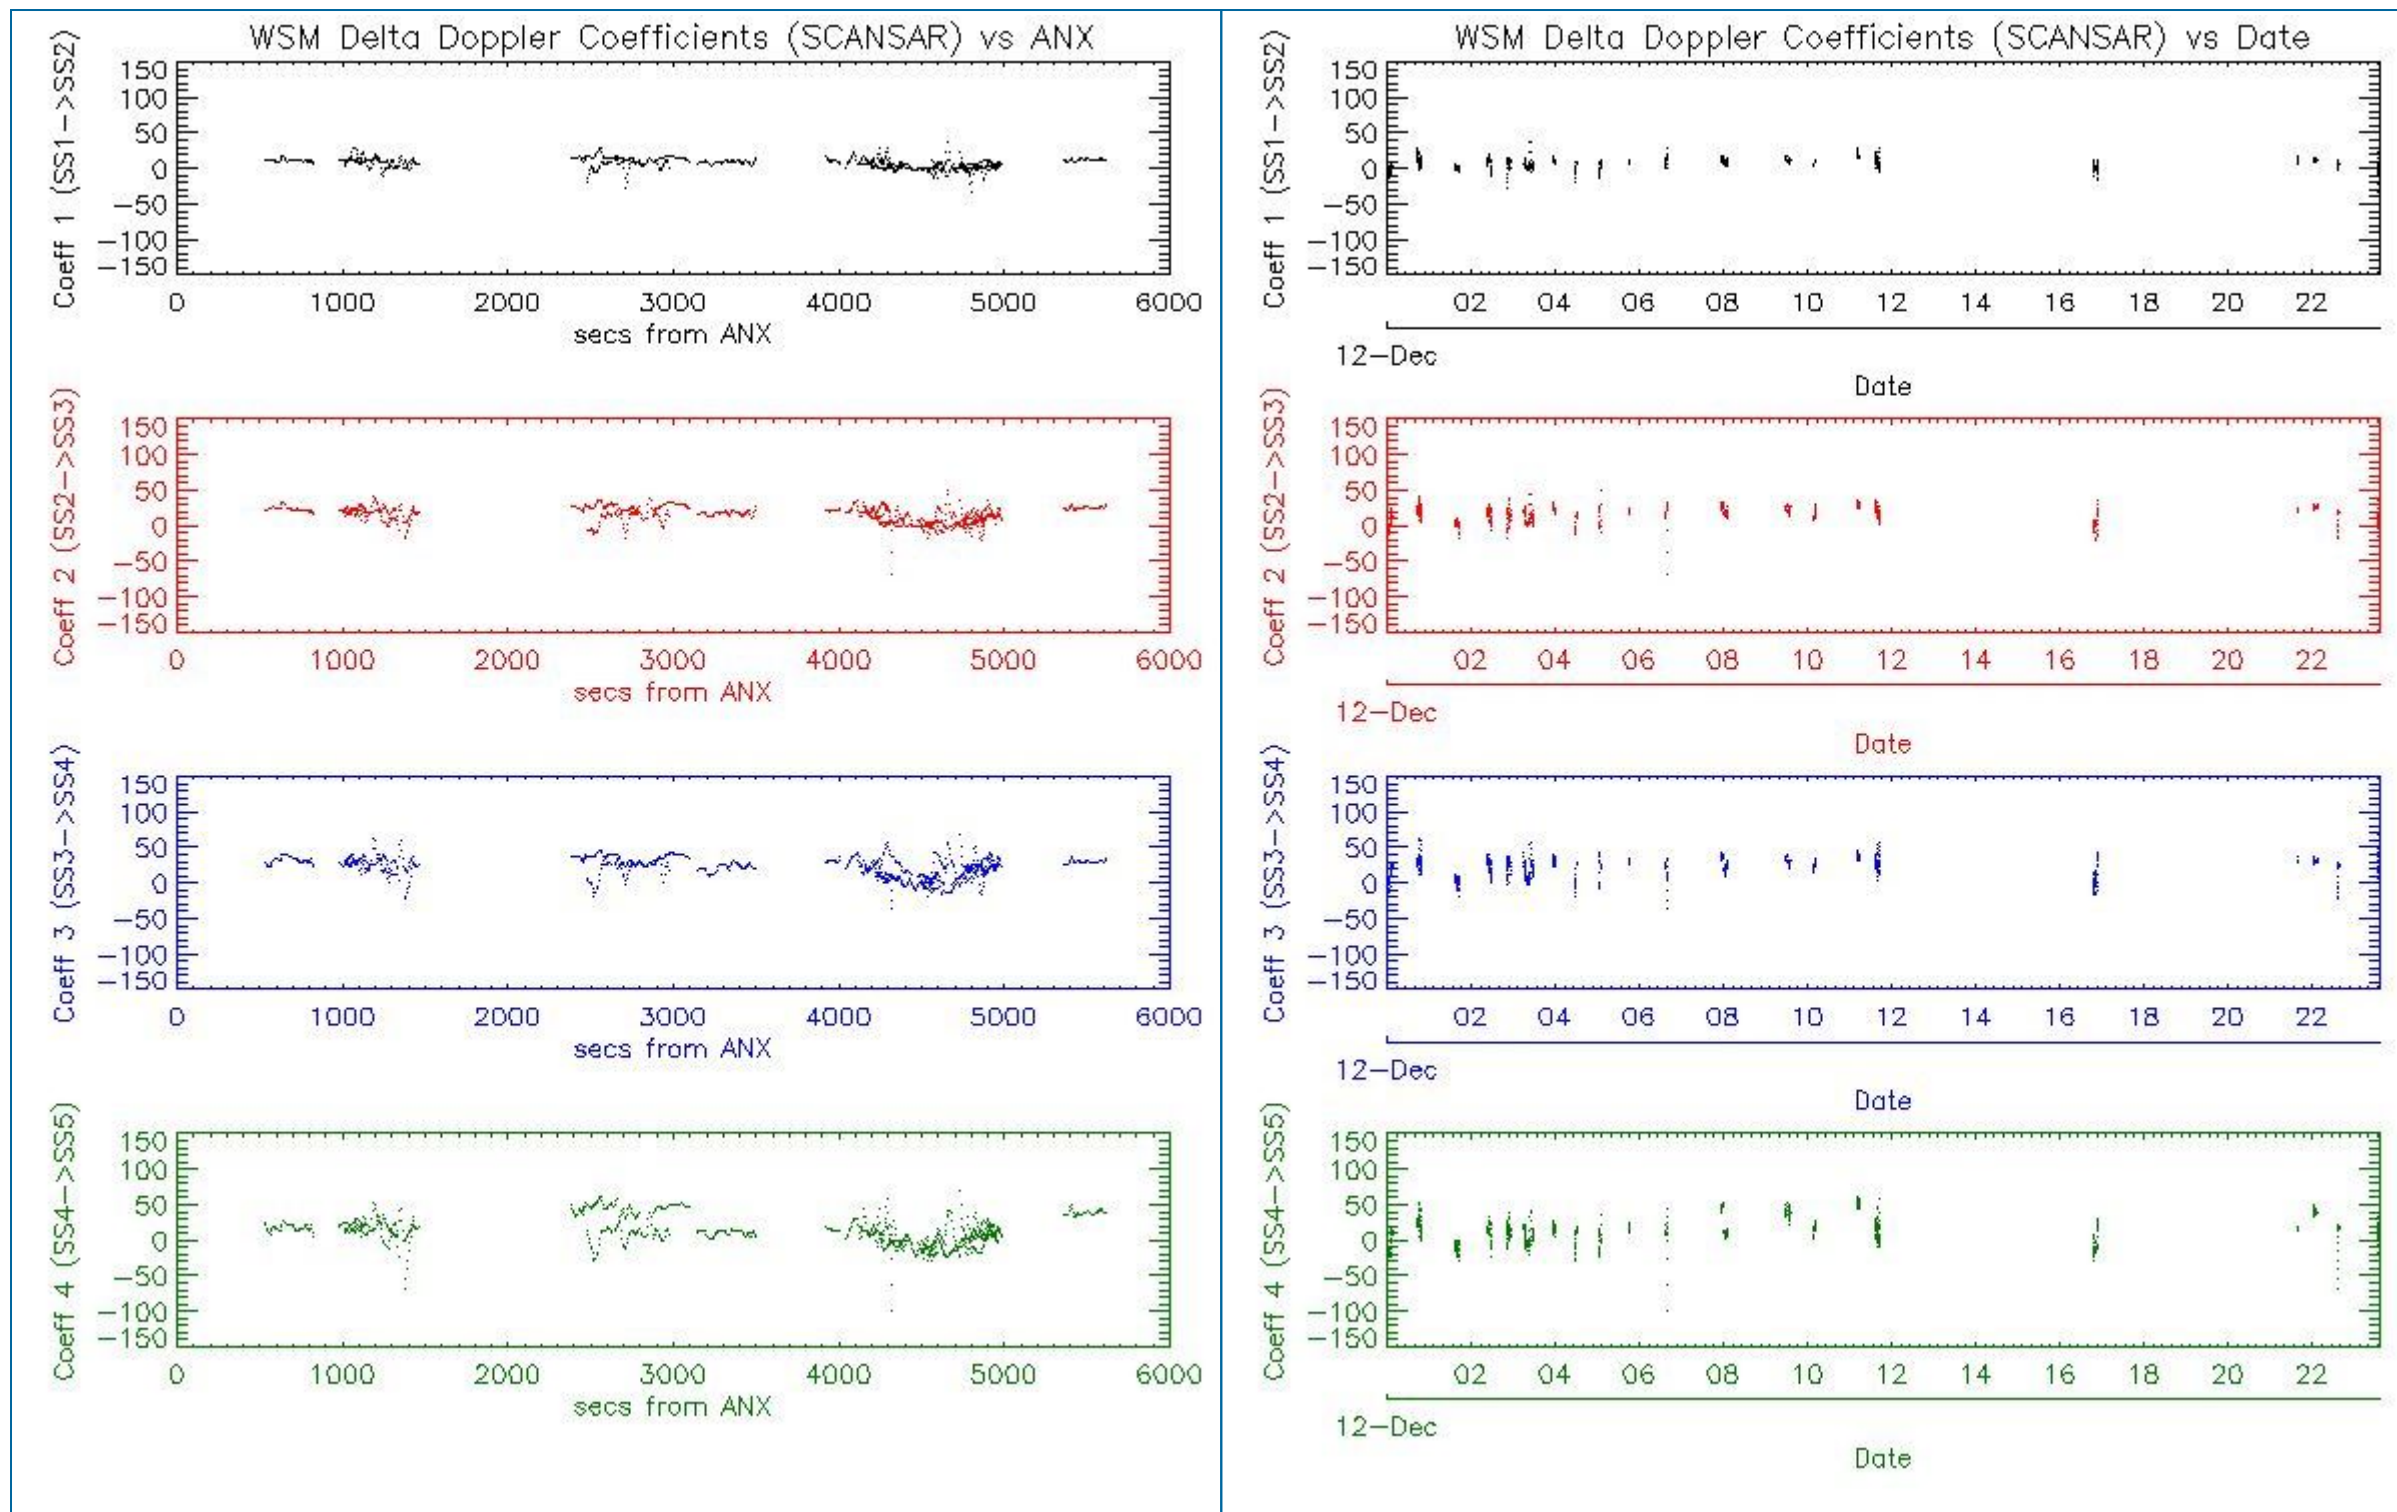 WSM Delta Doppler Coefficients (SCANSAR) vs ANX
Coeff 1 (SS1->SS2)
150
100
50
0
-50
-100
-150
0 1000 2000 3000 4000 5000 6000
secs from ANX
Coeff 2 (SS2->SS3)
150
100
50
0
-50
-100
-150
0 1000 2000 3000 4000 5000 6000
secs from ANX
Coeff 3 (SS3->SS4)
150
100
50
0
-50
-100
-150
0 1000 2000 3000 4000 5000 6000
secs from ANX
Coeff 4 (SS4->SS5)
150
100
50
0
-50
-100
-150
0 1000 2000 3000 4000 5000 6000
secs from ANX
WSM Delta Doppler Coefficients (SCANSAR) vs Date
Coeff 1 (SS1->SS2)
150
100
50
0
-50
-100
-150
02 04 06 08 10 12 14 16 18 20 22
12-Dec
Date
Coeff 2 (SS2->SS3)
150
100
50
0
-50
-100
-150
02 04 06 08 10 12 14 16 18 20 22
12-Dec
Date
Coeff 3 (SS3->SS4)
150
100
50
0
-50
-100
-150
02 04 06 08 10 12 14 16 18 20 22
12-Dec
Date
Coeff 4 (SS4->SS5)
150
100
50
0
-50
-100
-150
02 04 06 08 10 12 14 16 18 20 22
12-Dec
Date